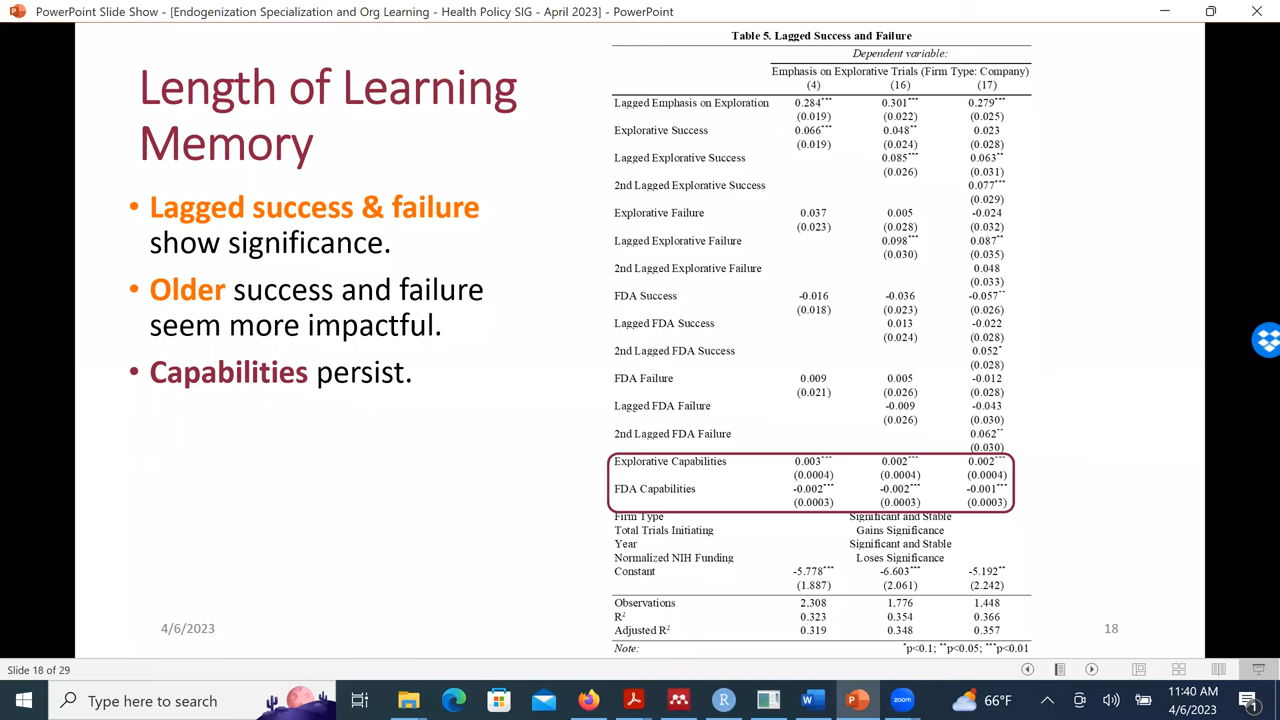 PowerPoint Slide Show - [Endogenization Specialization and Org Learning - Health Policy SIG - April 2023] - PowerPoint
Length of Learning
Memory
• Lagged success & failure
show significance.
• Older success and failure
seem more impactful.
• Capabilities persist.
Table 5. Lagged Success and Failure
Dependent variable:
Emphasis on Explorative Trials (Firm Type: Company)
(4) (16) (17)
Lagged Emphasis on Exploration 0.284*** 0.301*** 0.279***
(0.019) (0.022) (0.025)
Explorative Success 0.066*** 0.048** 0.023
(0.019) (0.024) (0.028)
Lagged Explorative Success 0.085*** 0.063**
(0.026) (0.031)
2nd Lagged Explorative Success 0.077***
(0.029)
Explorative Failure 0.037 0.005 -0.024
(0.023) (0.028) (0.032)
Lagged Explorative Failure 0.098*** 0.087**
(0.030) (0.035)
2nd Lagged Explorative Failure 0.048
(0.033)
FDA Success -0.016 -0.036 -0.057**
(0.018) (0.023) (0.026)
Lagged FDA Success 0.013 -0.022
(0.024) (0.028)
2nd Lagged FDA Success 0.052*
(0.028)
FDA Failure 0.009 0.005 -0.012
(0.021) (0.026) (0.028)
Lagged FDA Failure -0.009 -0.043
(0.026) (0.030)
2nd Lagged FDA Failure 0.062**
(0.030)
Explorative Capabilities 0.003*** 0.002*** 0.002***
(0.0004) (0.0004) (0.0004)
FDA Capabilities -0.002*** -0.002*** -0.001***
(0.0003) (0.0003) (0.0003)
Firm Type Significant and Stable
Total Trials Initiating Gains Significance
Year Significant and Stable
Normalized NIH Funding Loses Significance
Constant -5.778*** -6.603*** -5.192**
(1.887) (2.061) (2.242)
Observations 2,308 1,776 1,448
R² 0.323 0.354 0.366
Adjusted R² 0.319 0.348 0.357
Note: *p<0.1; **p<0.05; ***p<0.01
4/6/2023
18
Slide 18 of 29
Type here to search
zoom
66°F
11:40 AM
4/6/2023
1